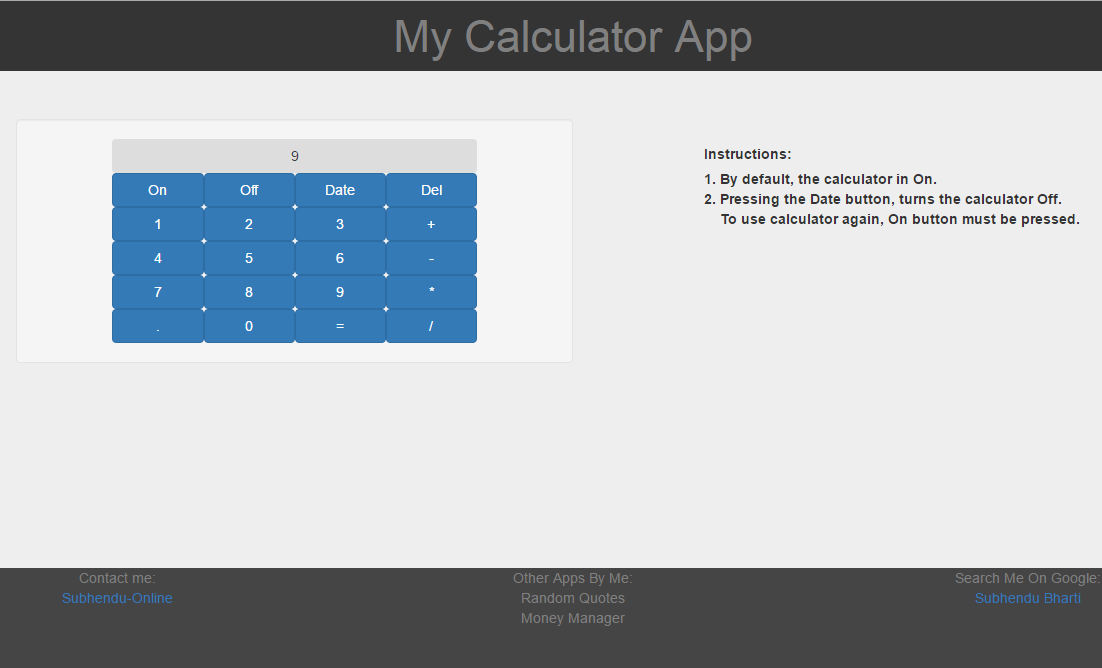 My Calculator App
9
On Off Date Del
1 2 3 +
4 5 6 -
7 8 9 *
. 0 = /
Instructions:
1. By default, the calculator in On.
2. Pressing the Date button, turns the calculator Off.
To use calculator again, On button must be pressed.
Contact me:
Subhendu-Online
Other Apps By Me:
Random Quotes
Money Manager
Search Me On Google:
Subhendu Bharti